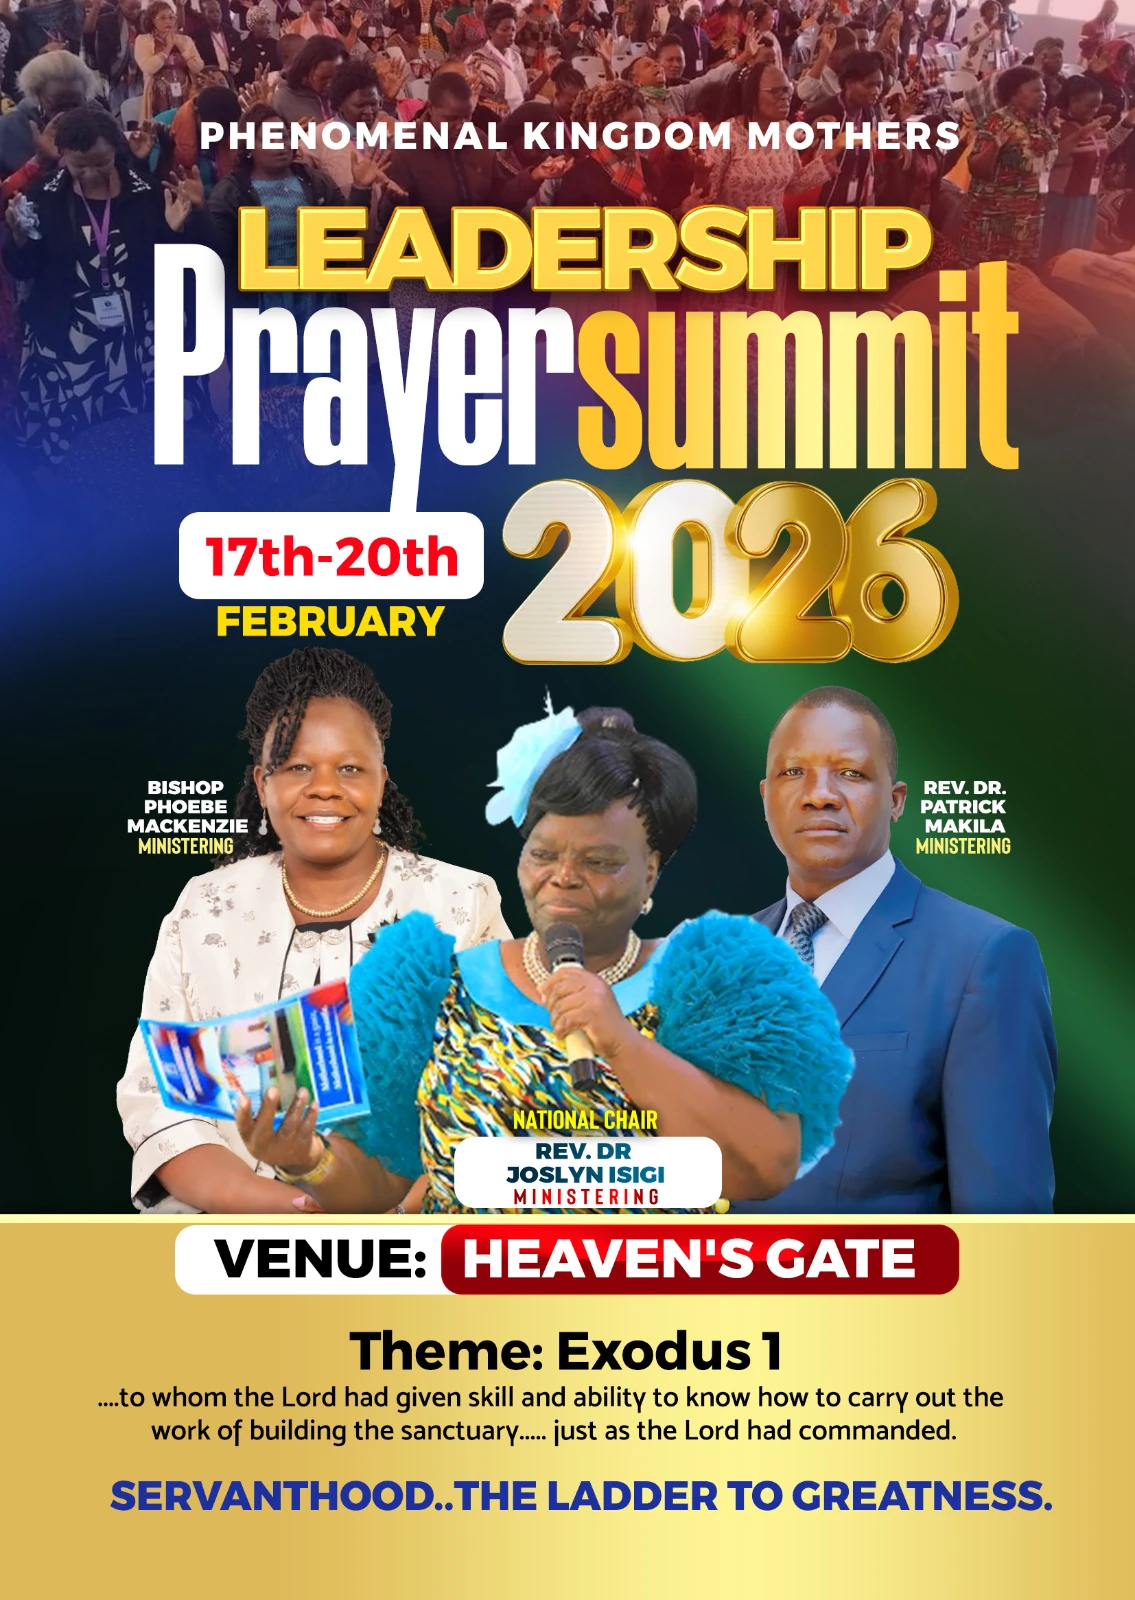 PHENOMENAL KINGDOM MOTHERS
LEADERSHIP
Prayersummit
2026
17th-20th
FEBRUARY
BISHOP
PHOEBE
MACKENZIE
MINISTERING
REV. DR.
PATRICK
MAKILA
MINISTERING
NATIONAL CHAIR
REV. DR
JOSLYN ISIGI
MINISTERING
VENUE: HEAVEN'S GATE
Theme: Exodus 1
....to whom the Lord had given skill and ability to know how to carry out the
work of building the sanctuary..... just as the Lord had commanded.
SERVANTHOOD..THE LADDER TO GREATNESS.